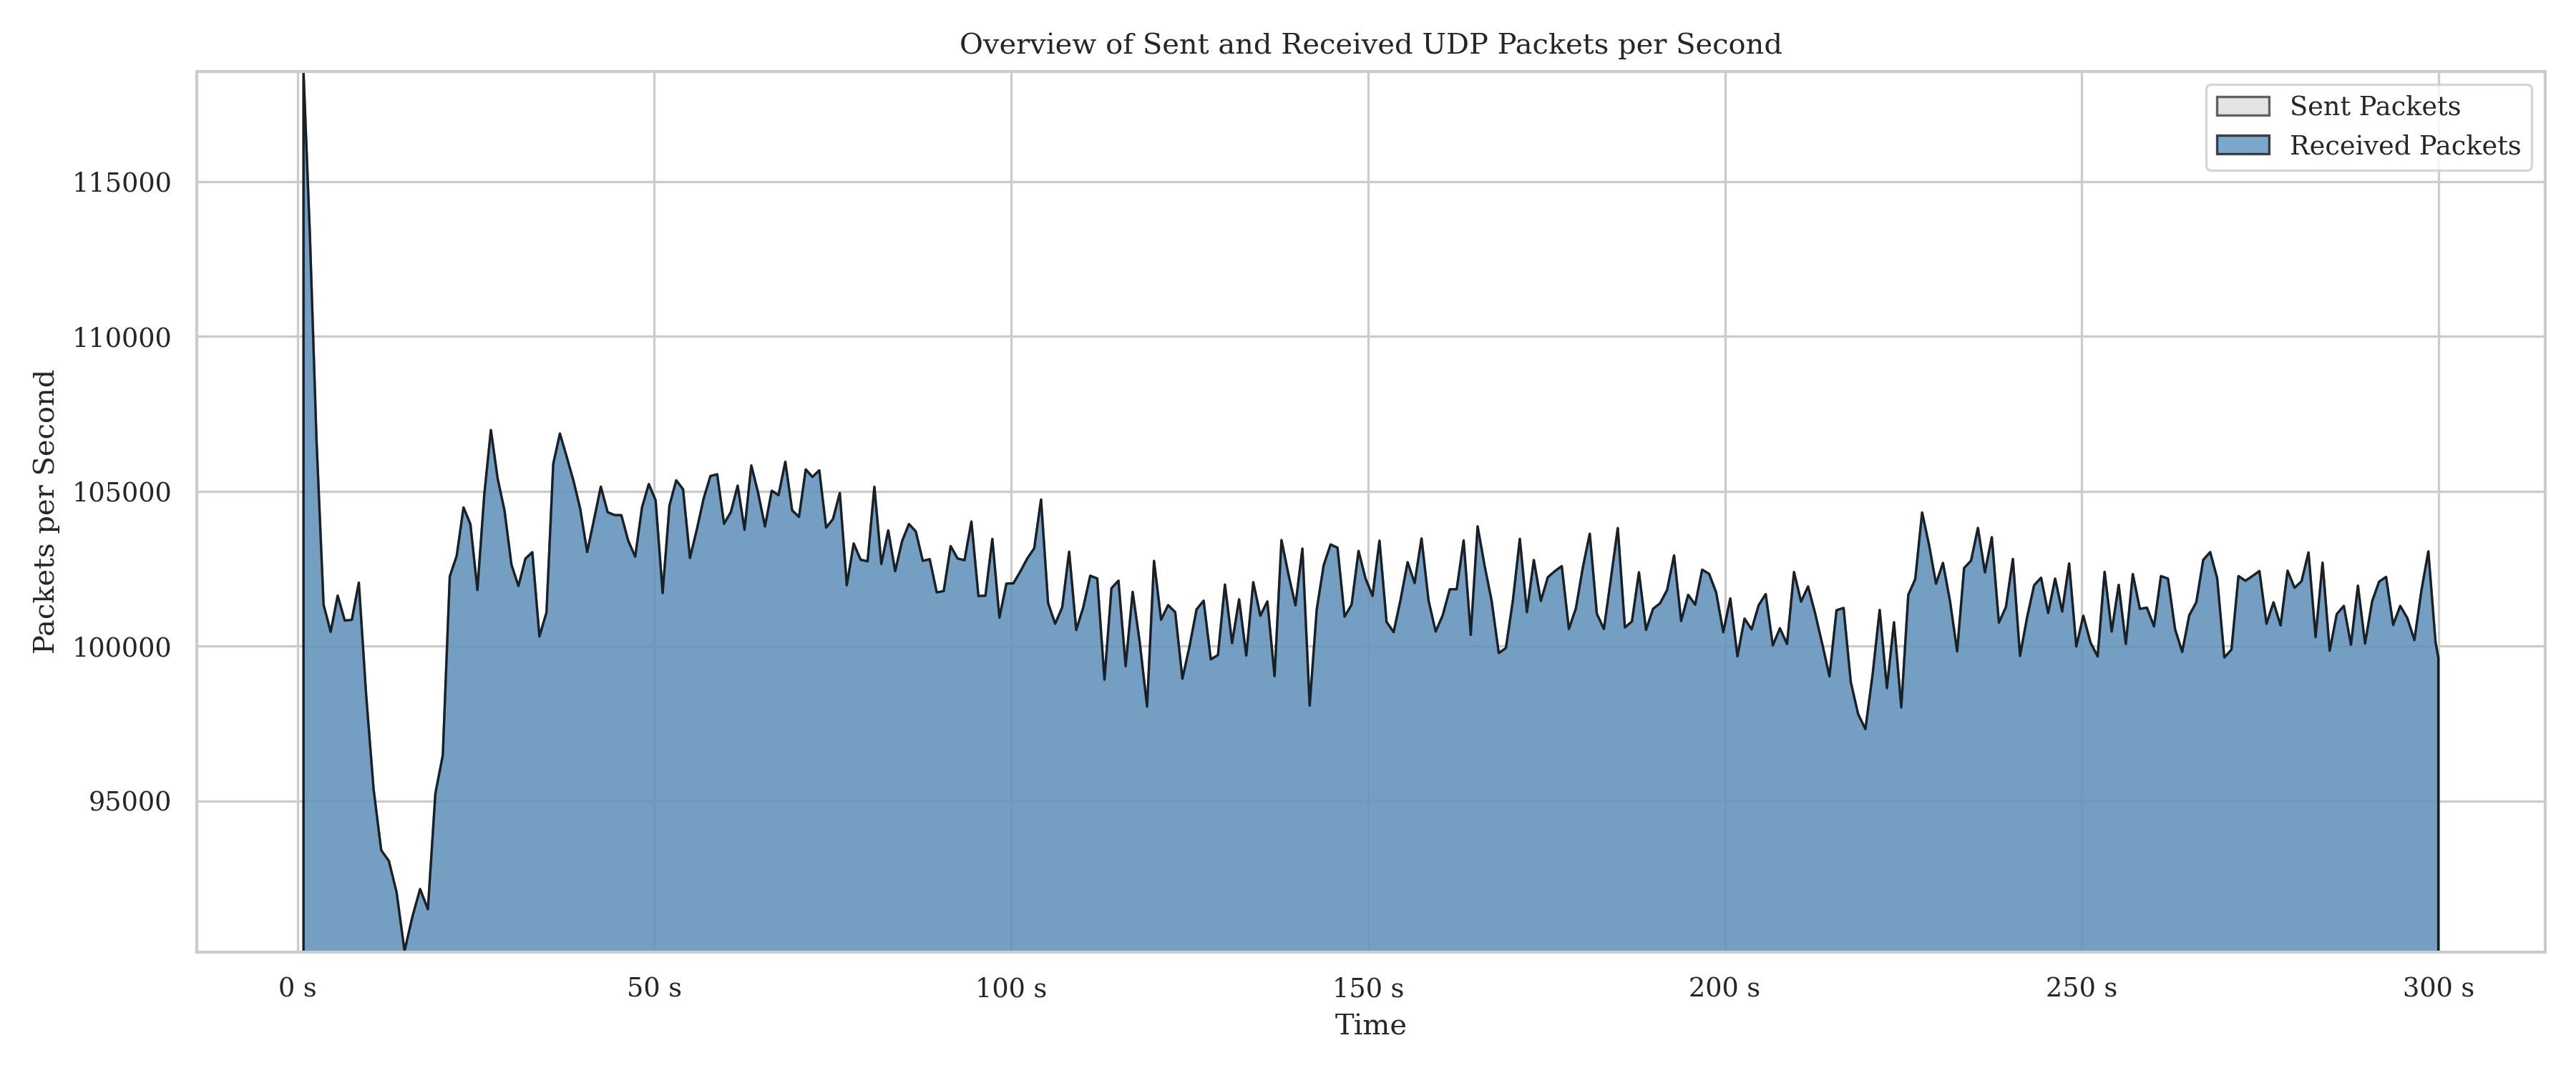 Overview of Sent and Received UDP Packets per Second
Sent Packets
Received Packets
Packets per Second
115000
110000
105000
100000
95000
0 s
50 s
100 s
150 s
200 s
250 s
300 s
Time